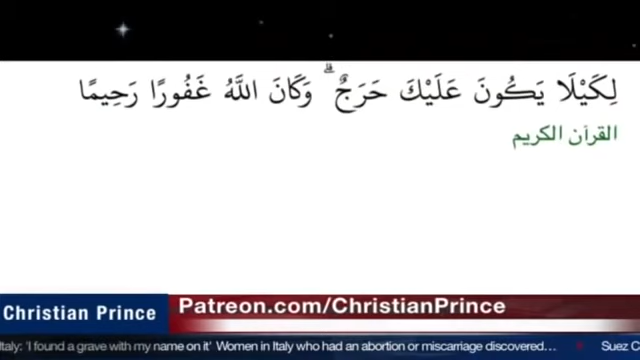 لِكَيْلَا يَكُونَ عَلَيْكَ حَرَجٌ ۗ وَكَانَ اللَّهُ غَفُورًا رَحِيمًا
القرآن الكريم
Christian Prince
Patreon.com/ChristianPrince
Italy: 'I found a grave with my name on it' Women in Italy who had an abortion or miscarriage discovered... Suez C